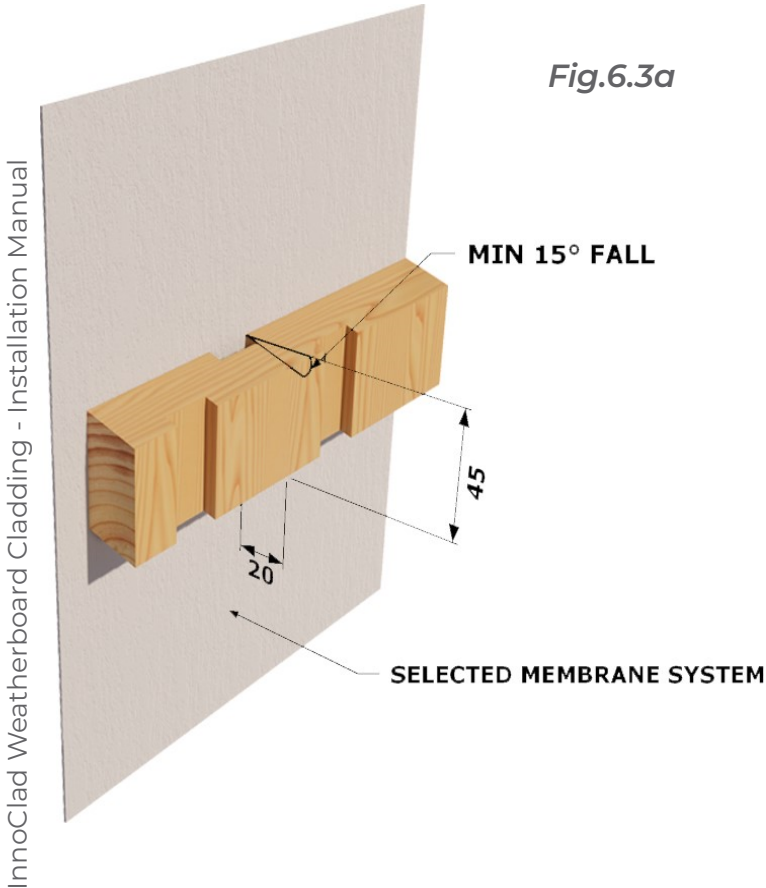 Fig.6.3a
MIN 15° FALL
45
20
SELECTED MEMBRANE SYSTEM
InnoClad Weatherboard Cladding - Installation Manual